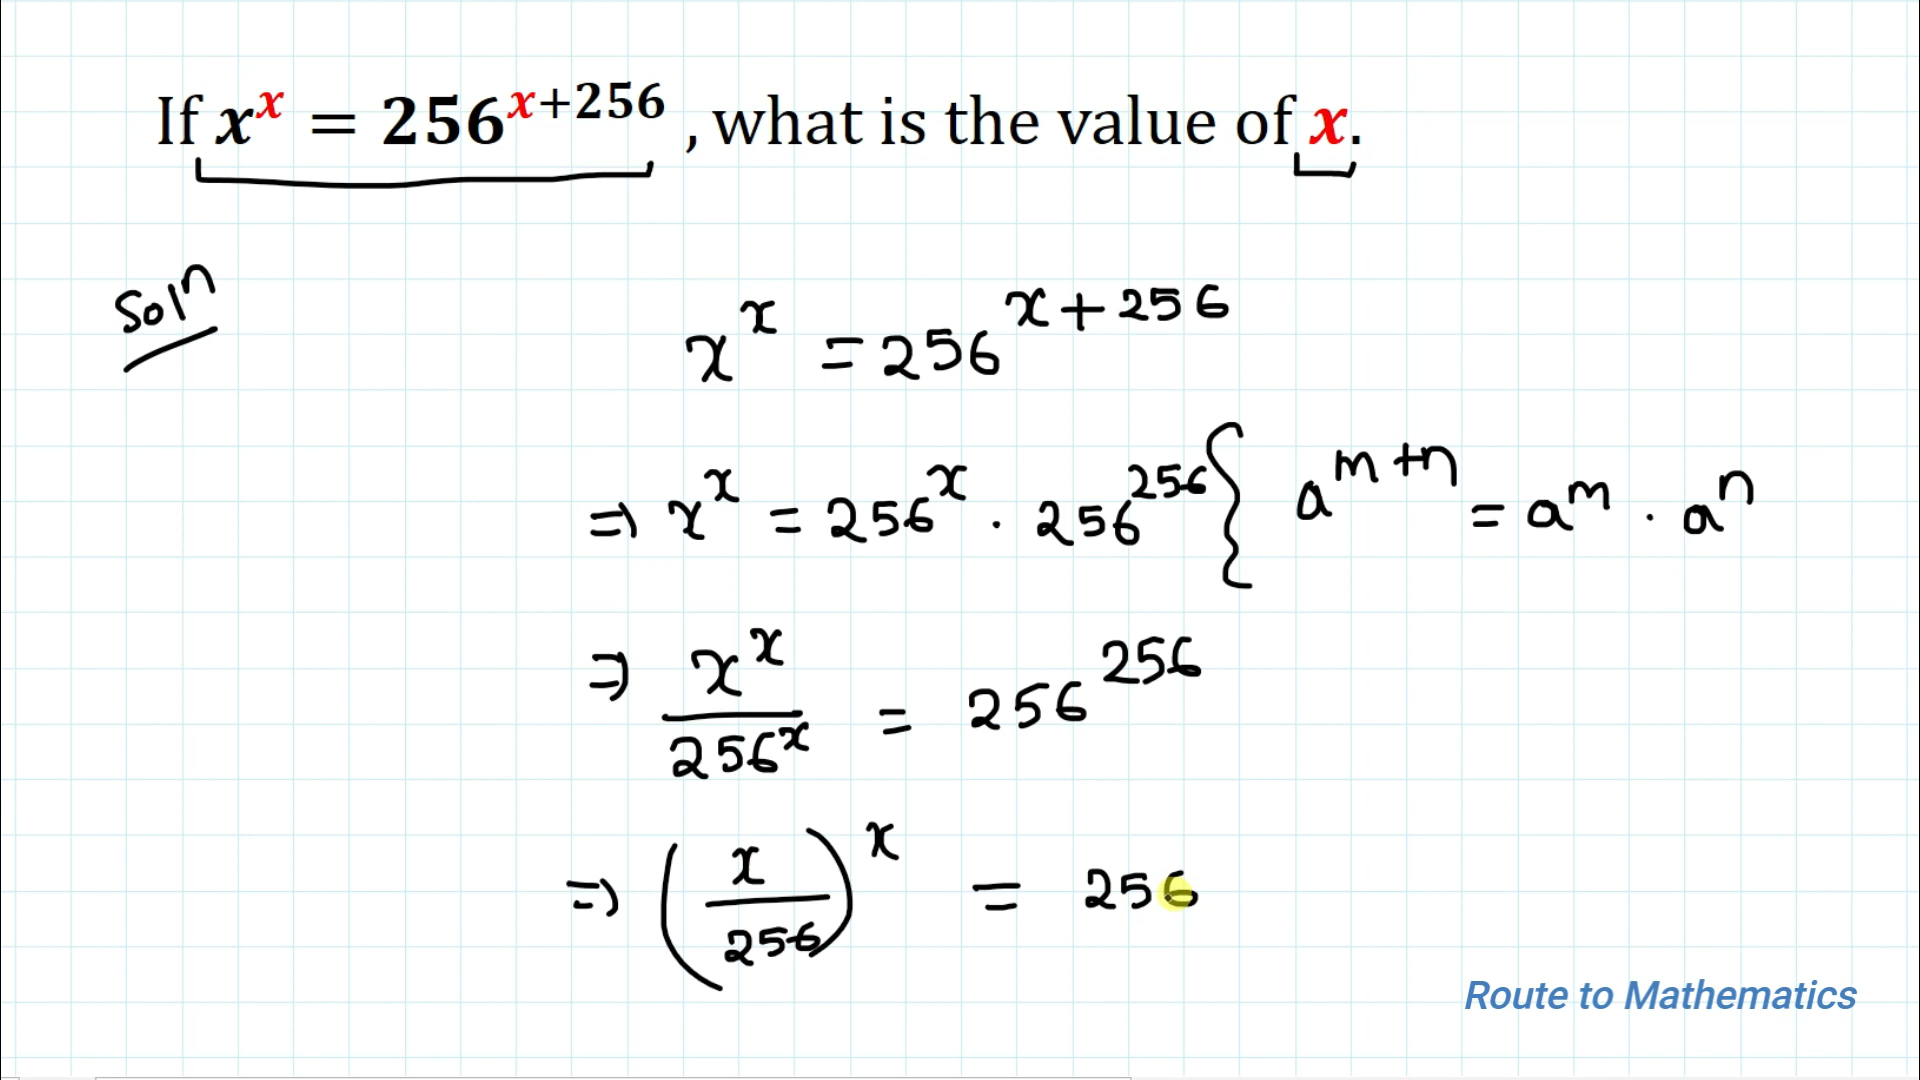 If x^x = 256^(x+256) , what is the value of x.
Solⁿ
x^x = 256^(x+256)
⇒ x^x = 256^x · 256^256 { a^(m+n) = a^m · a^n
⇒ x^x / 256^x = 256^256
⇒ (x/256)^x = 256
Route to Mathematics